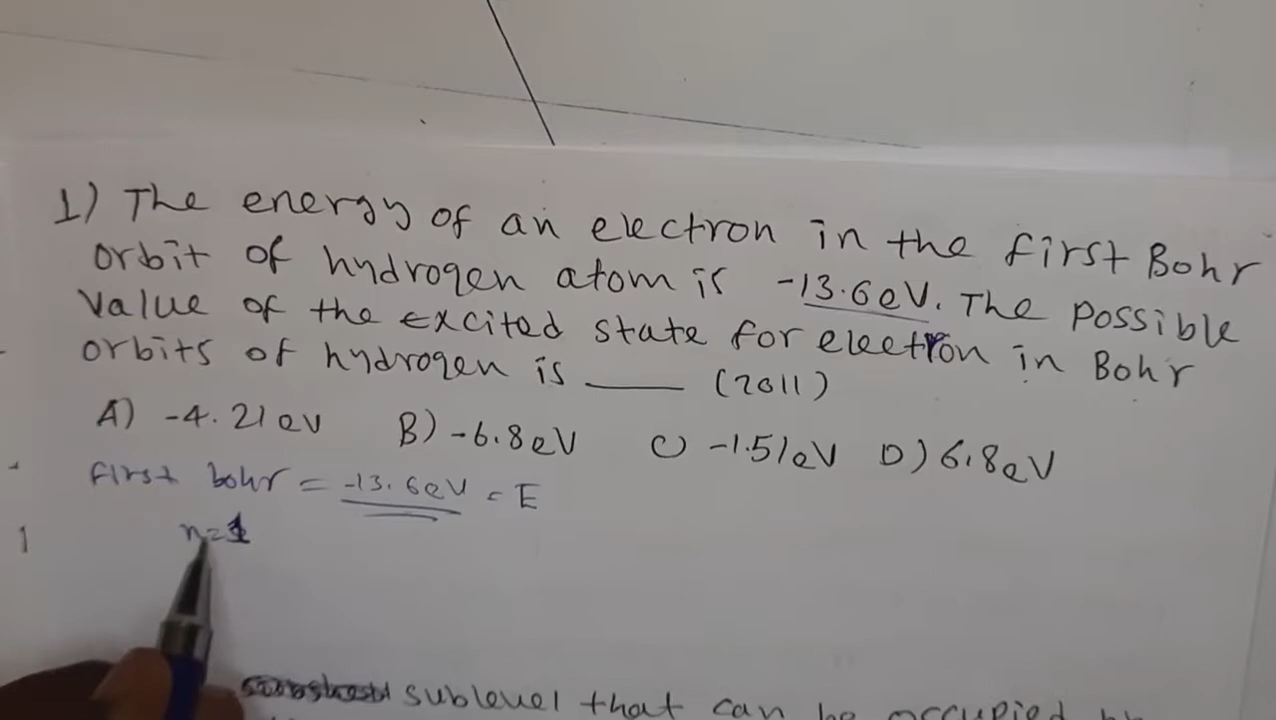 1) The energy of an electron in the first Bohr
orbit of hydrogen atom is -13.6eV. The possible
value of the excited state for electron in Bohr
orbits of hydrogen is ____ (2011)
A) -4.21eV B) -6.8eV C) -1.51eV D) 6.8eV
first bohr = -13.6eV = E
n=1
1
sublevel that can be occupied by